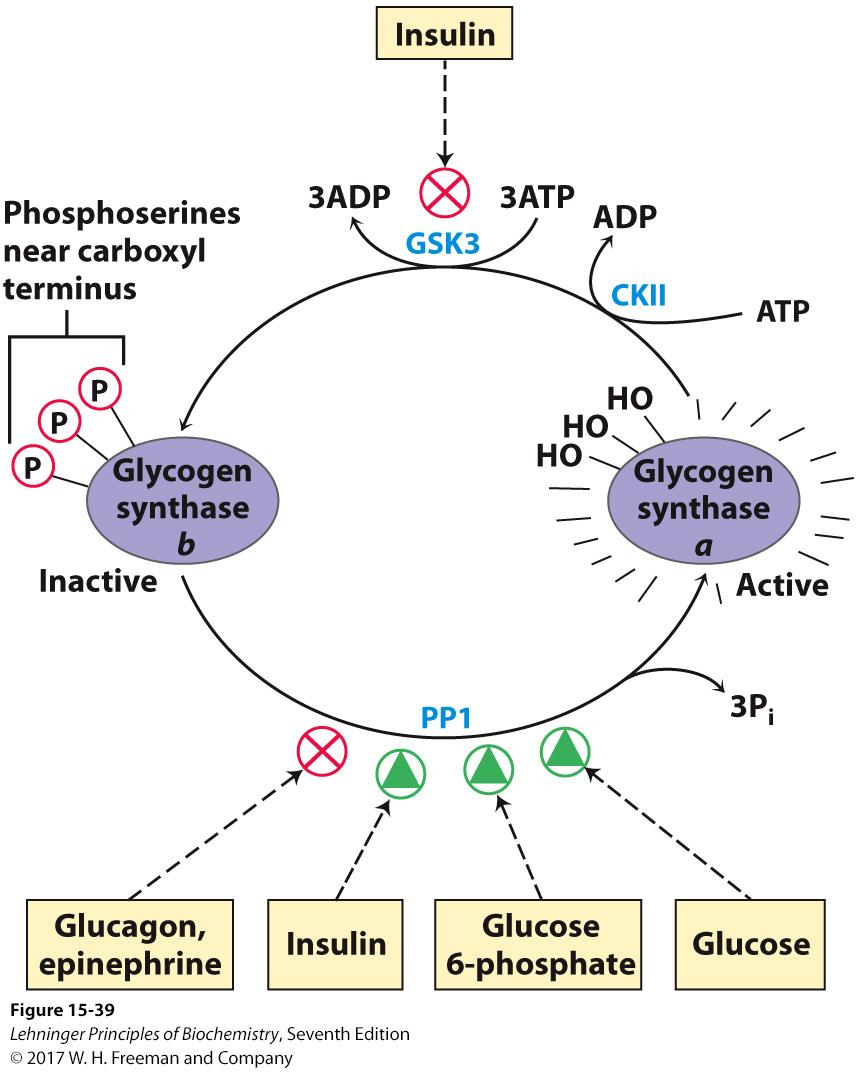 Insulin
3ADP
3ATP
GSK3
ADP
CKII
ATP
Phosphoserines
near carboxyl
terminus
P
P
P
HO
HO
HO
Glycogen
synthase
b
Inactive
Glycogen
synthase
a
Active
PP1
3Pi
Glucagon,
epinephrine
Insulin
Glucose
6-phosphate
Glucose
Figure 15-39
Lehninger Principles of Biochemistry, Seventh Edition
© 2017 W. H. Freeman and Company